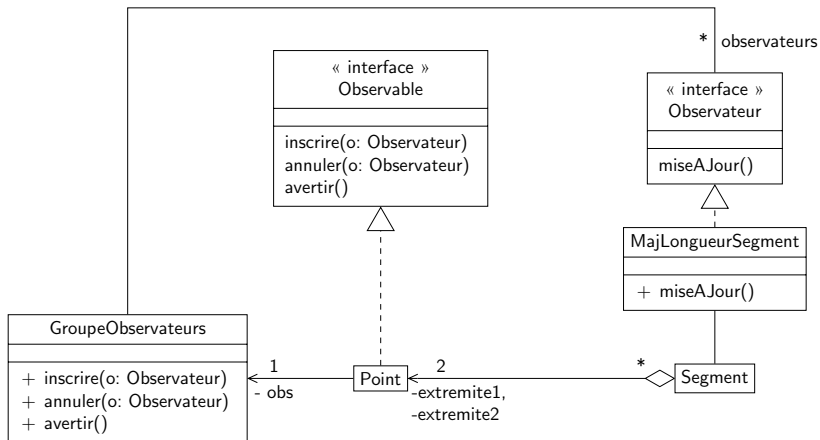 * observateurs
« interface »
Observable
inscrire(o: Observateur)
annuler(o: Observateur)
avertir()
« interface »
Observateur
miseAJour()
MajLongueurSegment
+ miseAJour()
GroupeObservateurs
+ inscrire(o: Observateur)
+ annuler(o: Observateur)
+ avertir()
1
- obs
Point
2
-extremite1,
-extremite2
*
Segment